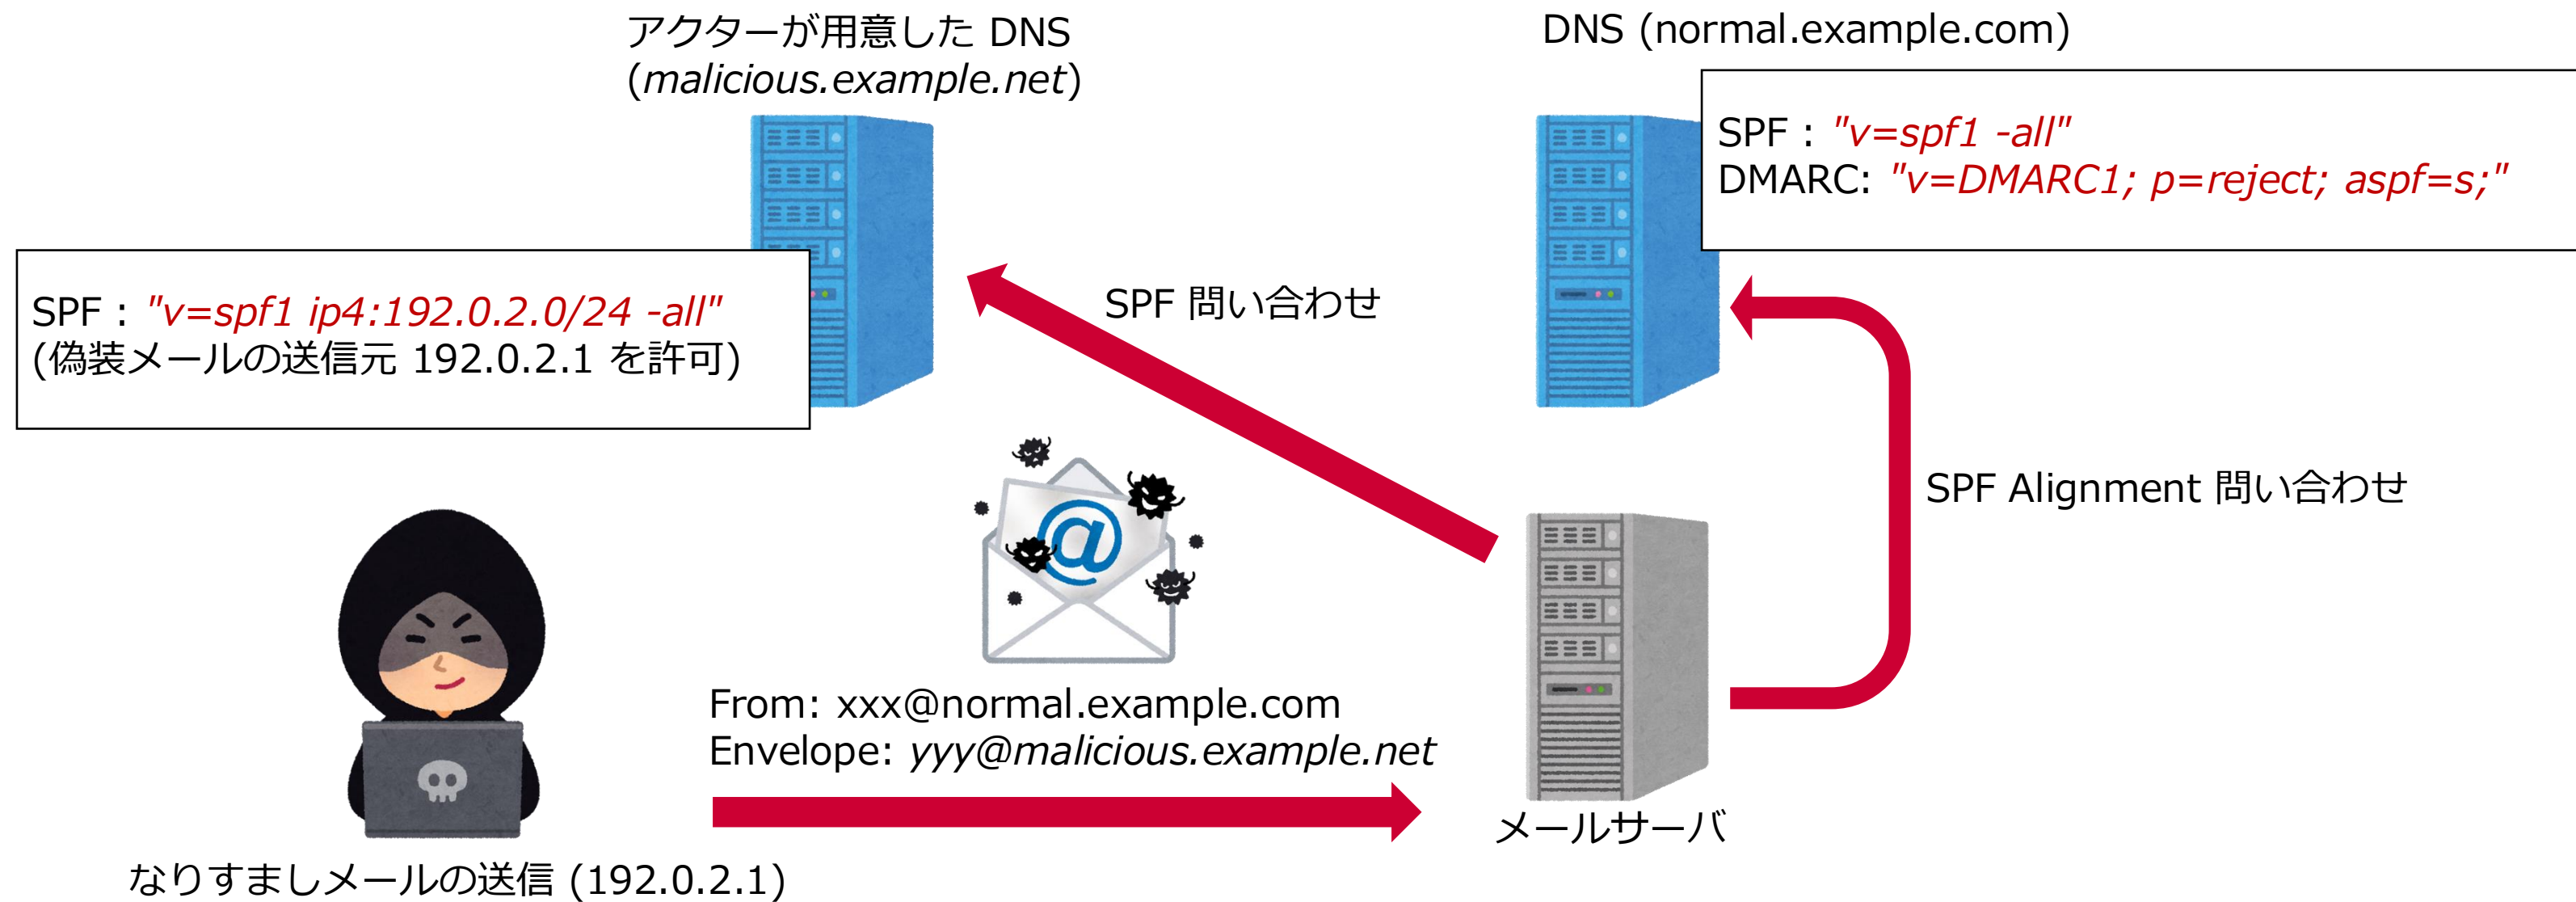 アクターが用意した DNS
(malicious.example.net)
DNS (normal.example.com)
SPF : "v=spf1 -all"
DMARC: "v=DMARC1; p=reject; aspf=s;"
SPF : "v=spf1 ip4:192.0.2.0/24 -all"
(偽装メールの送信元 192.0.2.1 を許可)
SPF 問い合わせ
SPF Alignment 問い合わせ
@
From: xxx@normal.example.com
Envelope: yyy@malicious.example.net
メールサーバ
なりすましメールの送信 (192.0.2.1)